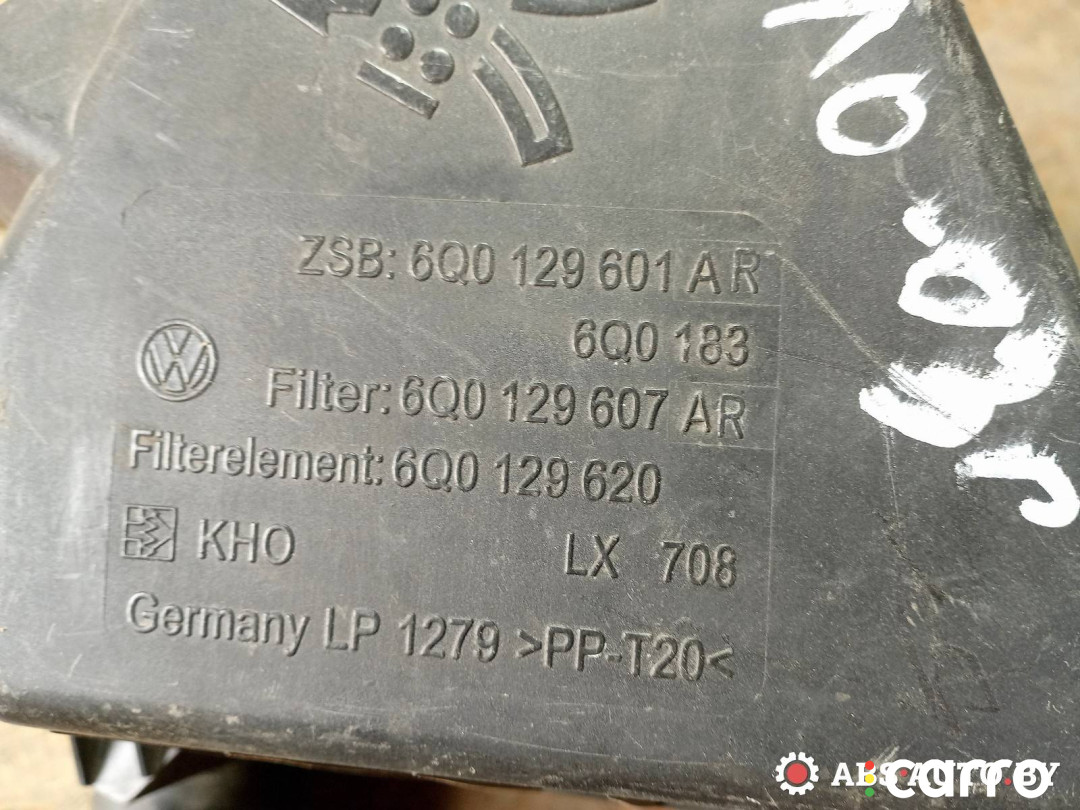 ZSB: 6Q0 129 601 AR
6Q0 183
Filter: 6Q0 129 607 AR
Filterelement: 6Q0 129 620
KHO LX 708
Germany LP 1279 >PP-T20<
carro